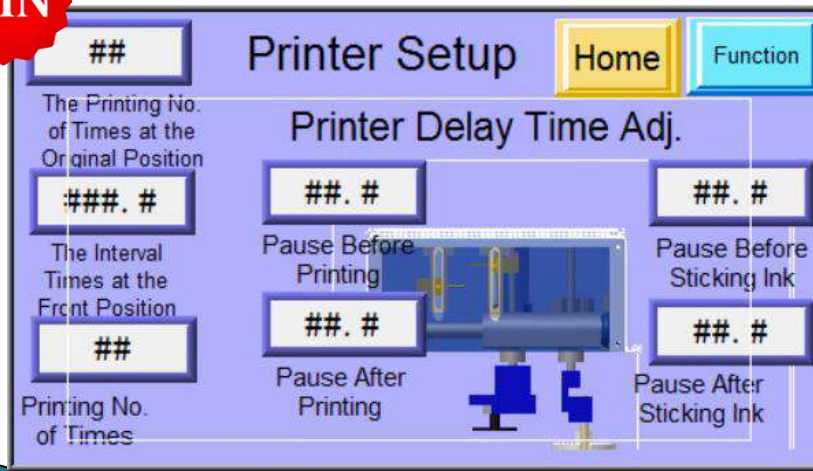 IN
##
Printer Setup
Home
Function
The Printing No.
of Times at the
Original Position
Printer Delay Time Adj.
###. #
##. #
##. #
The Interval
Times at the
Front Position
Pause Before
Printing
Pause Before
Sticking Ink
##
##. #
##. #
Printing No.
of Times
Pause After
Printing
Pause After
Sticking Ink